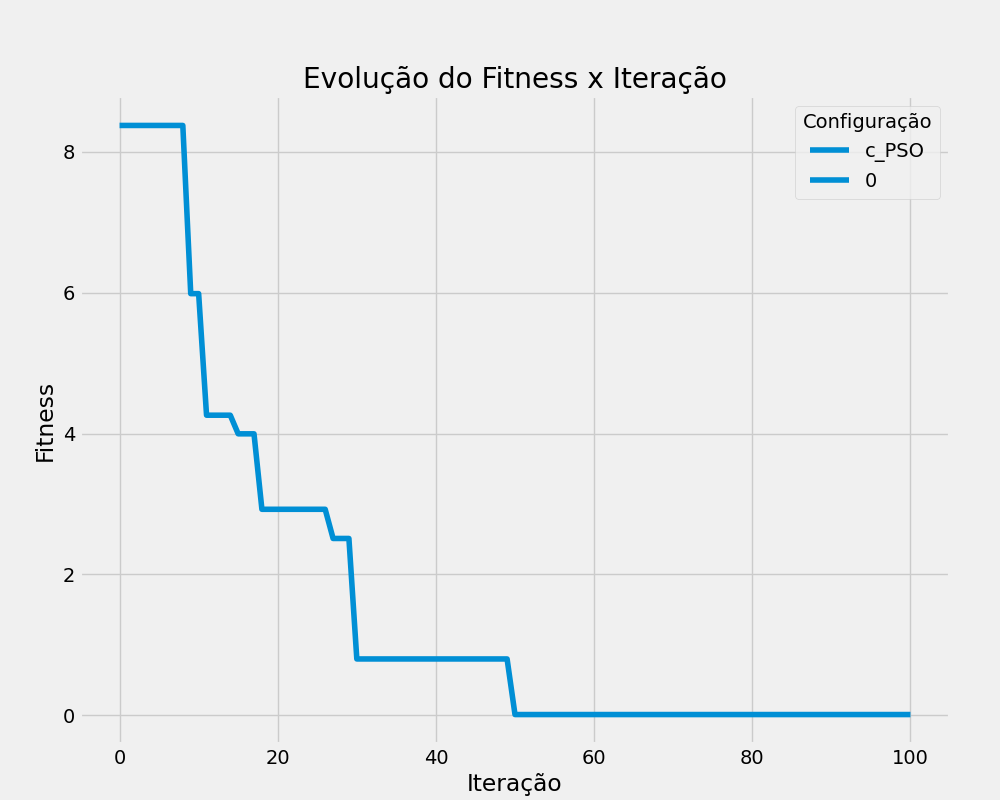 Evolução do Fitness x Iteração
Configuração
c_PSO
0
8
6
4
2
0
Fitness
0 20 40 60 80 100
Iteração